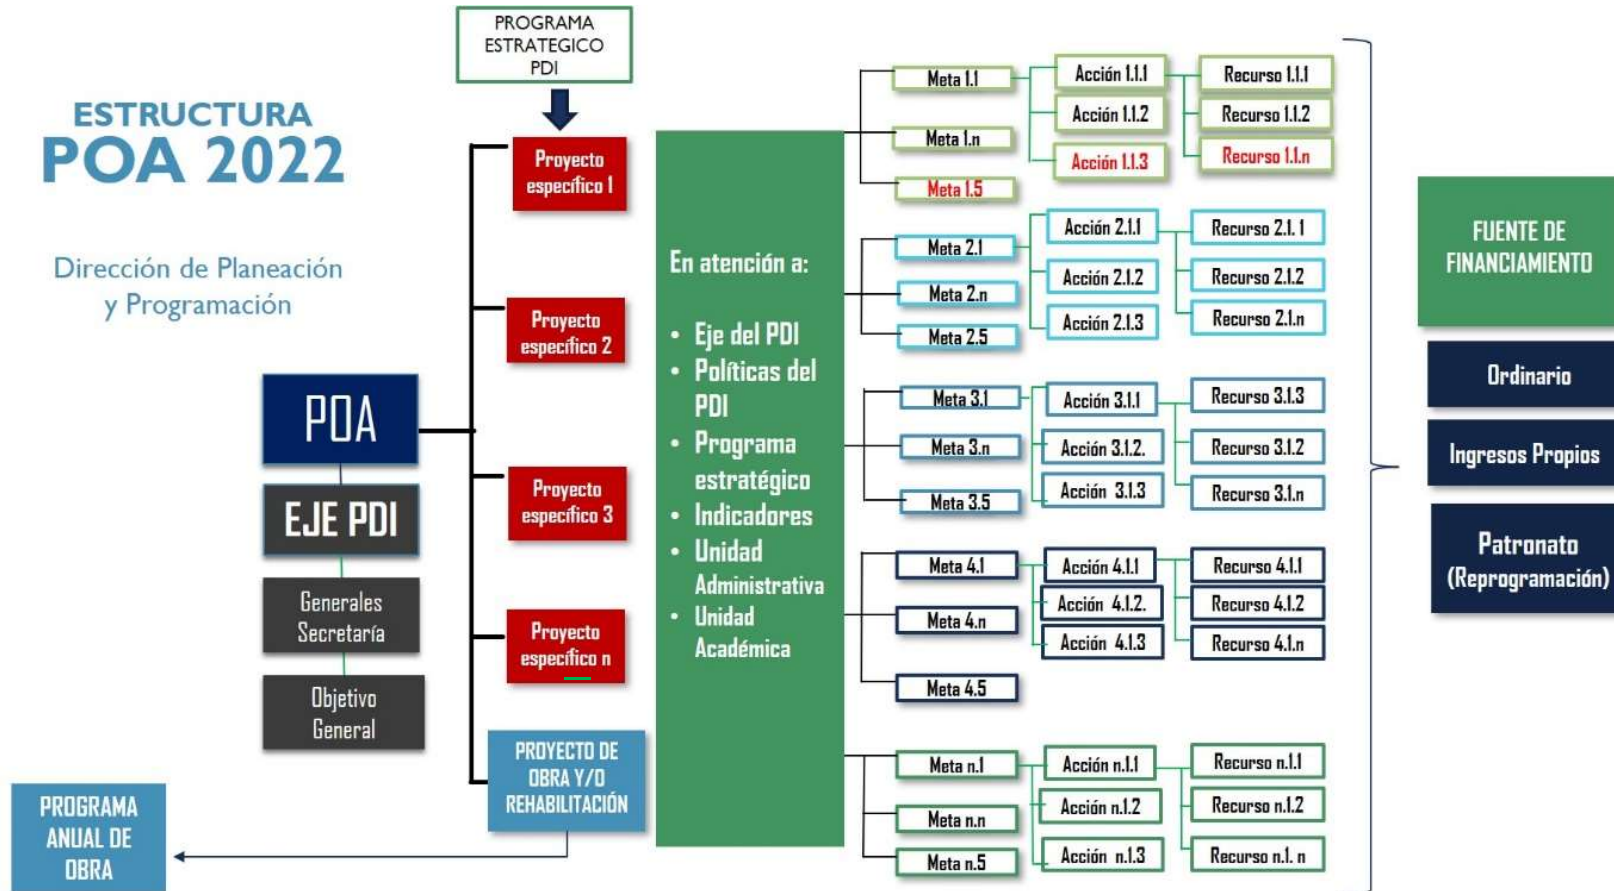 PROGRAMA
ESTRATEGICO
PDI
ESTRUCTURA
POA 2022
Dirección de Planeación
y Programación
POA
EJE PDI
Generales
Secretaría
Objetivo
General
PROGRAMA
ANUAL DE
OBRA
Proyecto
específico 1
Proyecto
específico 2
Proyecto
específico 3
Proyecto
específico n
PROYECTO DE
OBRA Y/O
REHABILITACIÓN
En atención a:
• Eje del PDI
• Políticas del
PDI
• Programa
estratégico
• Indicadores
• Unidad
Administrativa
• Unidad
Académica
Meta 1.1
Acción 1.1.1
Recurso 1.1.1
Acción 1.1.2
Recurso 1.1.2
Meta 1.n
Acción 1.1.3
Recurso 1.1.n
Meta 1.5
Meta 2.1
Acción 2.1.1
Recurso 2.1. 1
Acción 2.1.2
Recurso 2.1.2
Meta 2.n
Acción 2.1.3
Recurso 2.1.n
Meta 2.5
Meta 3.1
Acción 3.1.1
Recurso 3.1.3
Meta 3.n
Acción 3.1.2.
Recurso 3.1.2
Meta 3.5
Acción 3.1.3
Recurso 3.1.n
Meta 4.1
Acción 4.1.1
Recurso 4.1.1
Acción 4.1.2.
Recurso 4.1.2
Meta 4.n
Acción 4.1.3
Recurso 4.1.n
Meta 4.5
Meta n.1
Acción n.1.1
Recurso n.1.1
Meta n.n
Acción n.1.2
Recurso n.1.2
Meta n.5
Acción n.1.3
Recurso n.1. n
FUENTE DE
FINANCIAMIENTO
Ordinario
Ingresos Propios
Patronato
(Reprogramación)